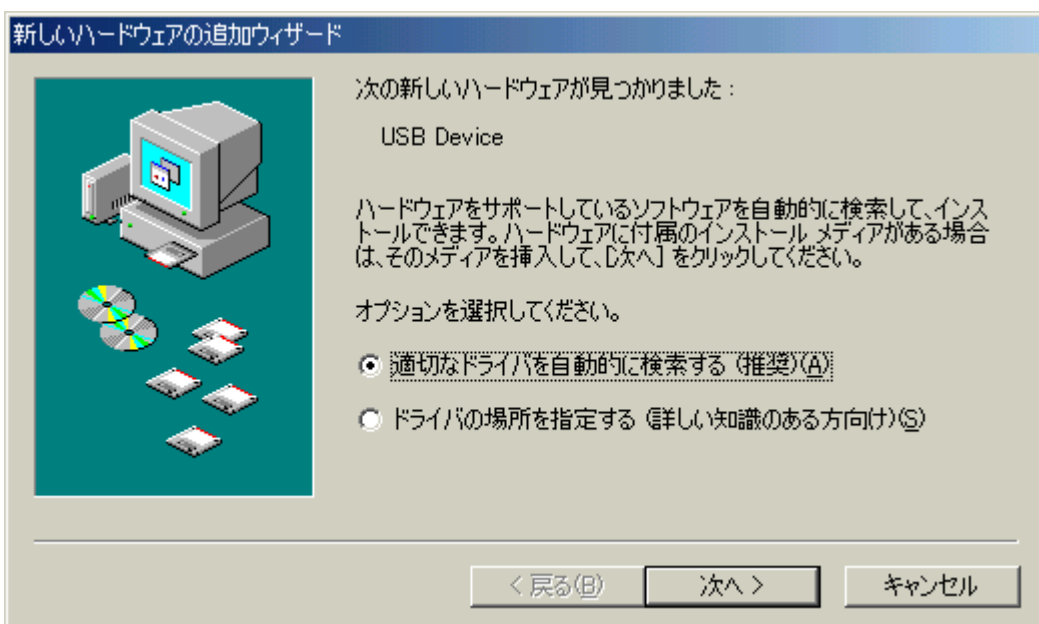 新しいハードウェアの追加ウィザード
次の新しいハードウェアが見つかりました :
USB Device
ハードウェアをサポートしているソフトウェアを自動的に検索して、インス
トールできます。ハードウェアに付属のインストール メディアがある場合
は、そのメディアを挿入して、[次へ] をクリックしてください。
オプションを選択してください。
適切なドライバを自動的に検索する (推奨)(A)
ドライバの場所を指定する (詳しい知識のある方向け)(S)
< 戻る(B)
次へ >
キャンセル